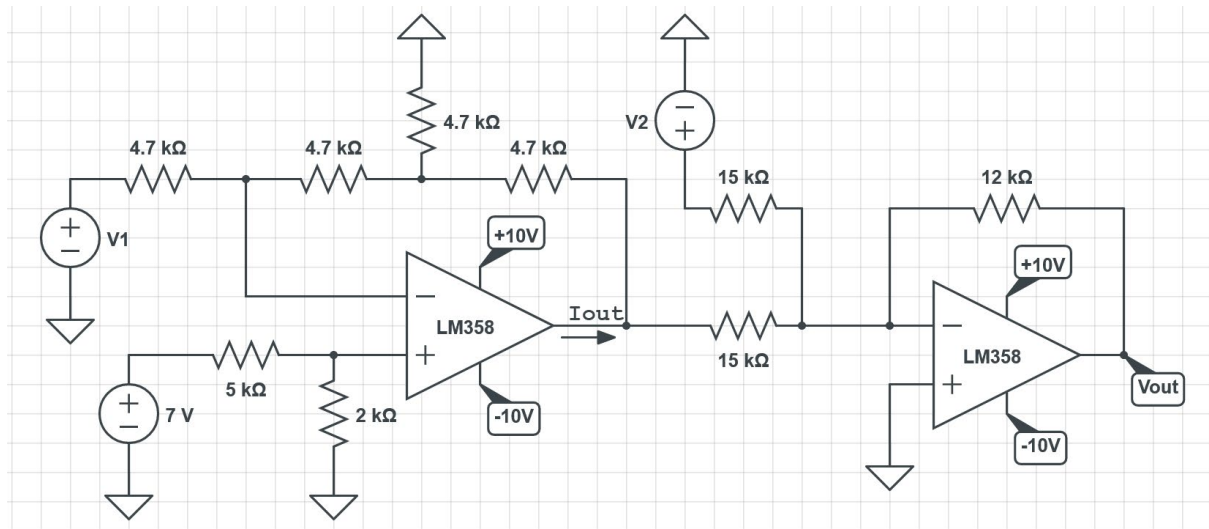 4.7 kΩ
4.7 kΩ
4.7 kΩ
4.7 kΩ
V1
+
−
+10V
−
LM358
+
-10V
Iout
7 V
+
−
5 kΩ
2 kΩ
V2
−
+
15 kΩ
15 kΩ
12 kΩ
+10V
−
LM358
+
-10V
Vout